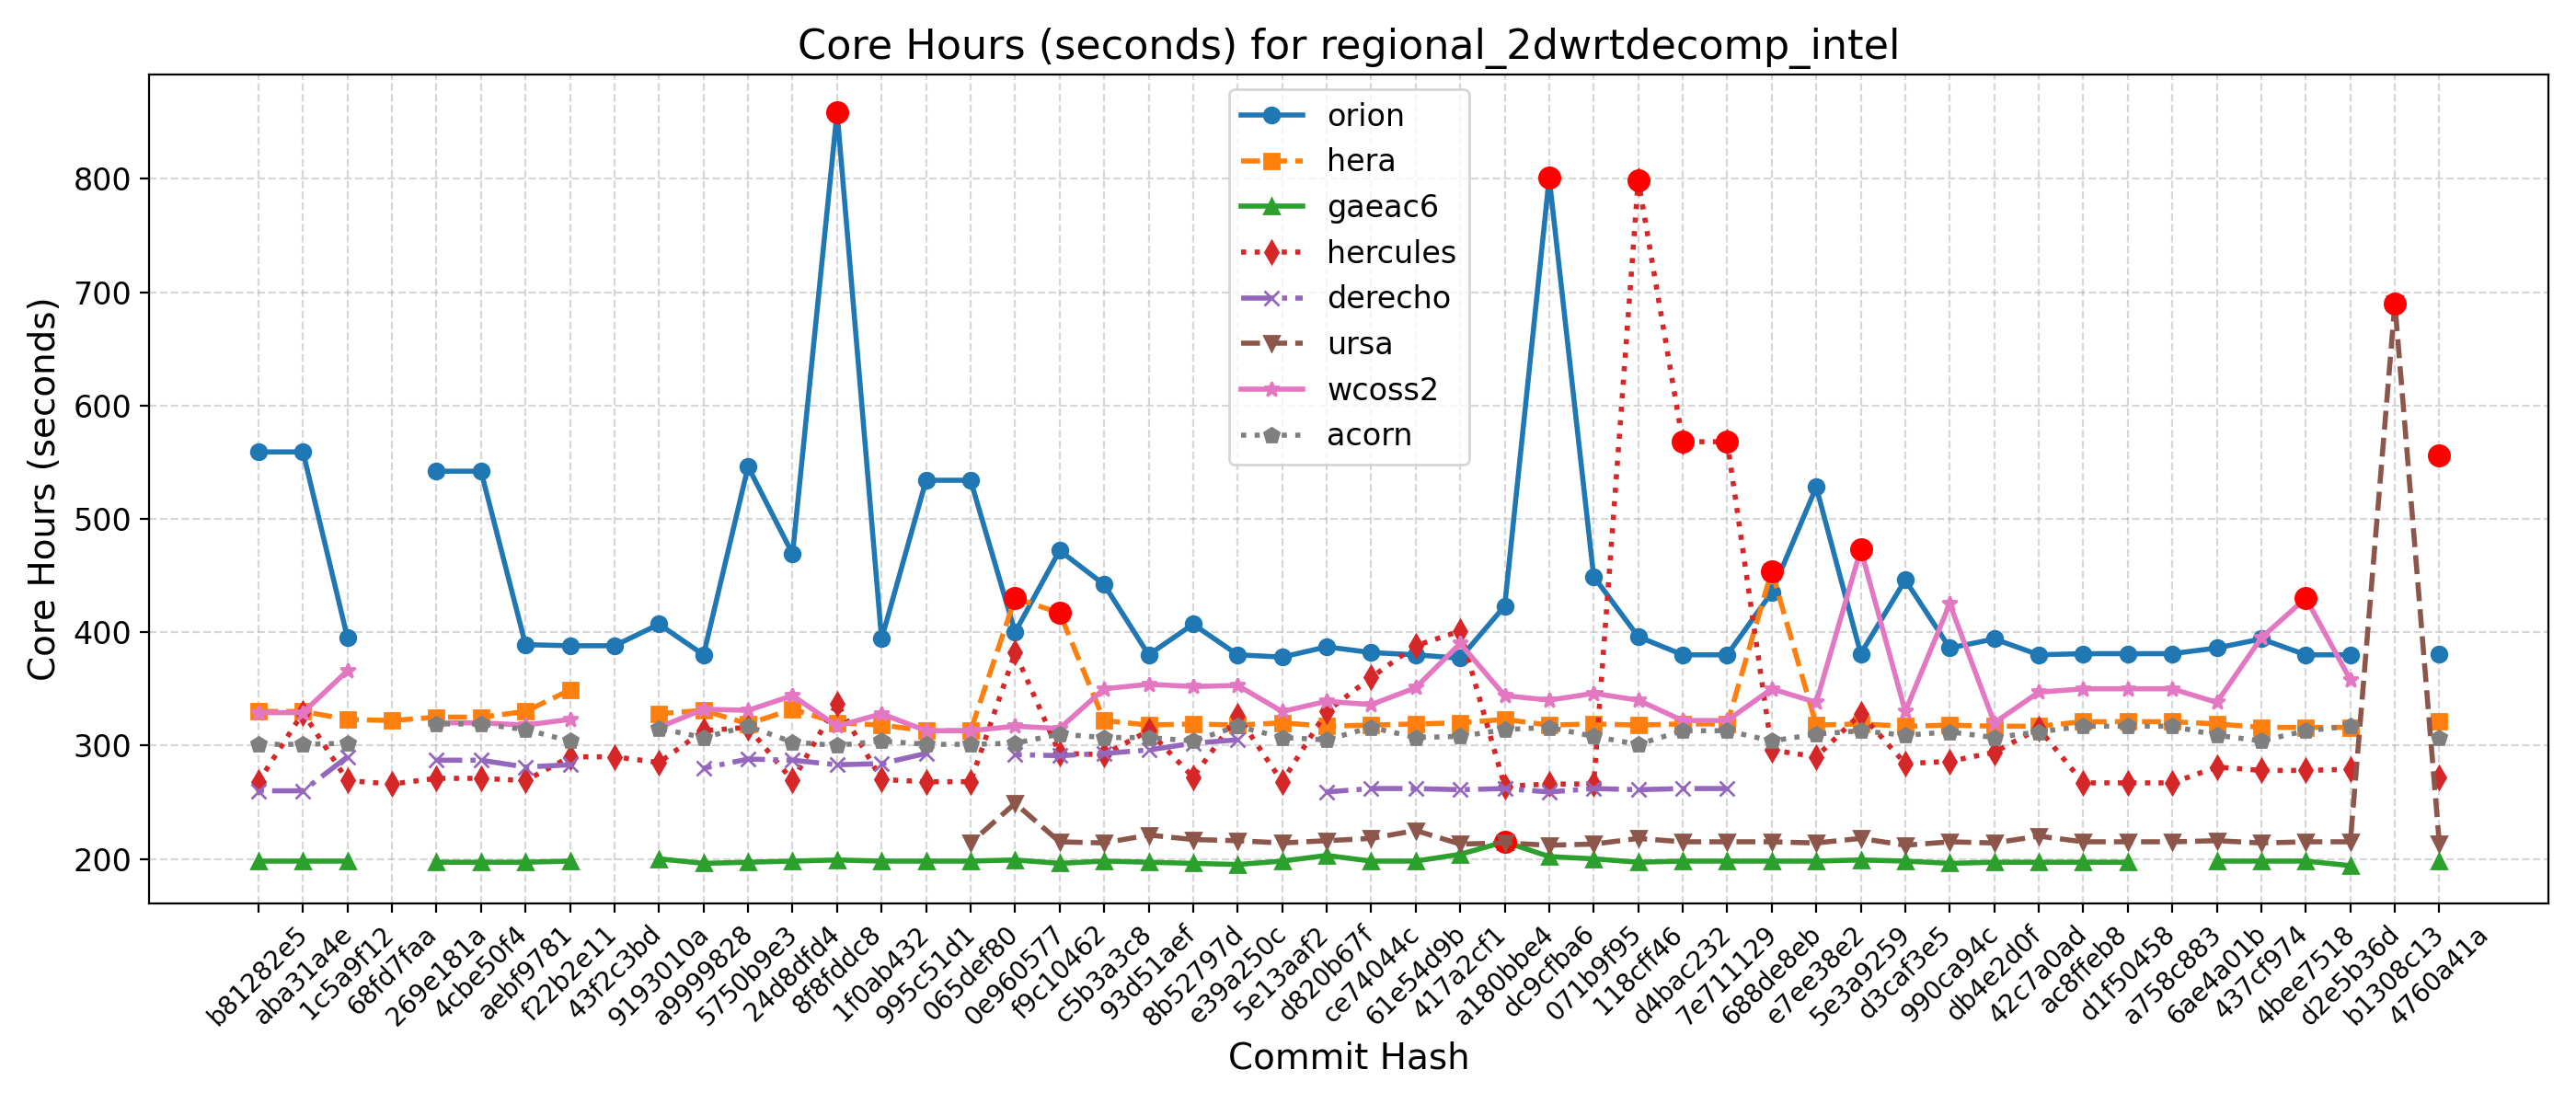 Core Hours (seconds) for regional_2dwrtdecomp_intel
Core Hours (seconds)
800
700
600
500
400
300
200
orion
hera
gaeac6
hercules
derecho
ursa
wcoss2
acorn
b81282e5
aba31a4e
1c5a9f12
68fd7faa
269e181a
4cbe50f4
aebf9781
f22b2e11
43f2c3bd
9193010a
a9999828
5750b9e3
24d8dfd4
8f8fddc8
1f0ab432
995c51d1
065def80
0e960577
f9c10462
c5b3a3c8
93d51aef
8b52797d
e39a250c
5e13aaf2
d820b67f
ce74044c
61e54d9b
417a2cf1
a180bbe4
dc9cfba6
071b9f95
118cff46
d4bac232
7e711129
688de8eb
e7ee38e2
5e3a9259
d3caf3e5
990ca94c
db4e2d0f
42c7a0ad
ac8ffeb8
d1f50458
a758c883
6ae4a01b
437cf974
4bee7518
d2e5b36d
b1308c13
4760a41a
Commit Hash